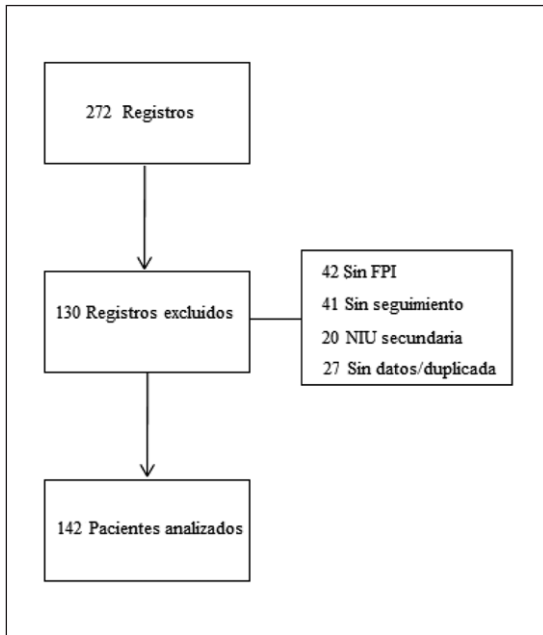 272 Registros
130 Registros excluidos
42 Sin FPI
41 Sin seguimiento
20 NIU secundaria
27 Sin datos/duplicada
142 Pacientes analizados